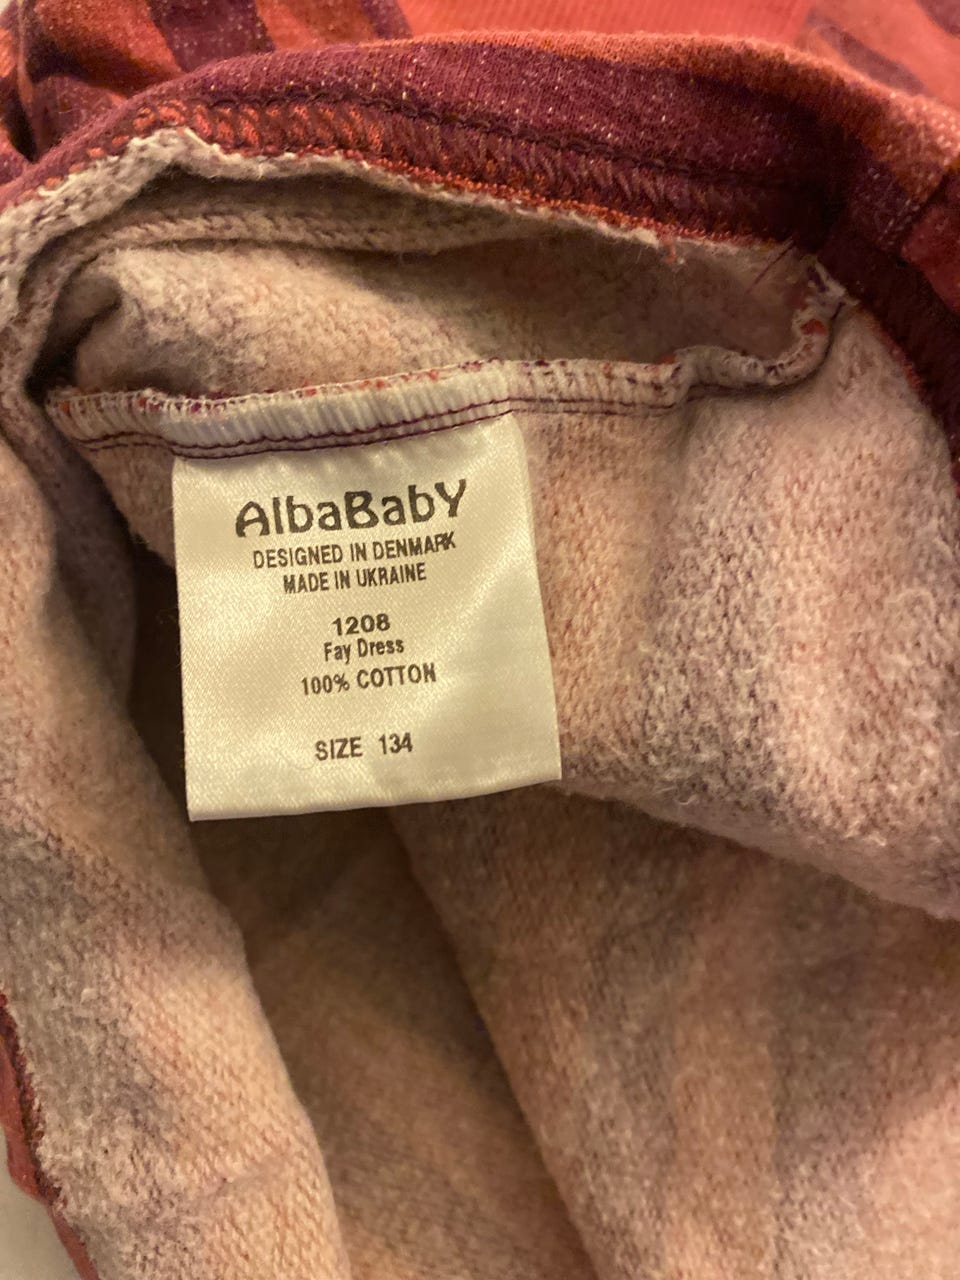 AlbaBabY
DESIGNED IN DENMARK
MADE IN UKRAINE
1208
Fay Dress
100% COTTON
SIZE 134